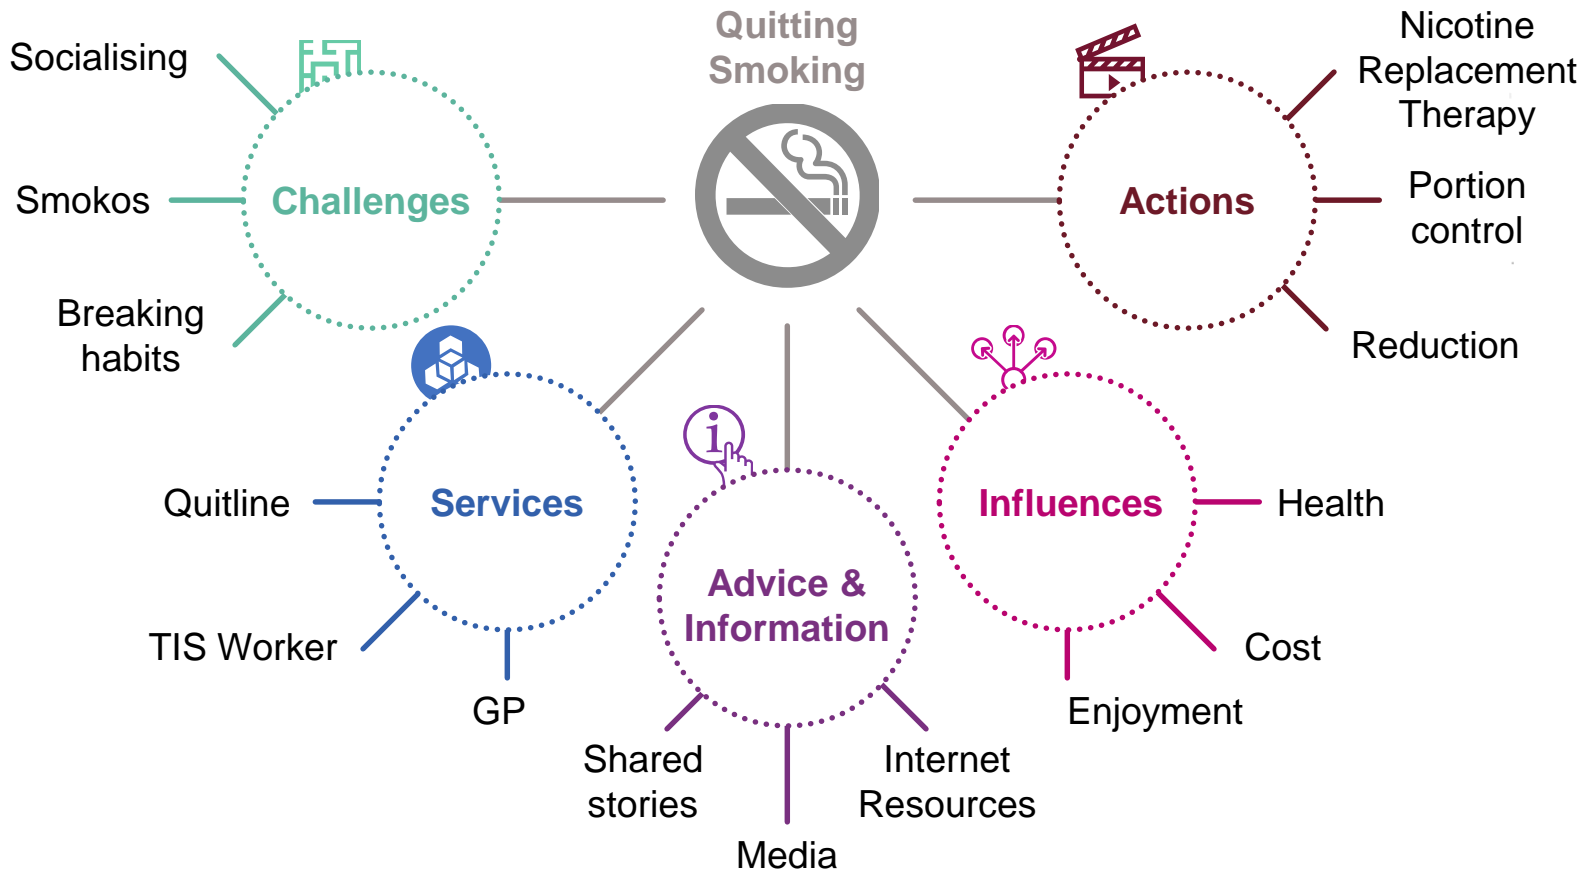 Quitting
Smoking
Socialising
Smokos
Breaking
habits
Challenges
Nicotine
Replacement
Therapy
Portion
control
Reduction
Actions
Services
Quitline
TIS Worker
GP
i
Advice &
Information
Shared
stories
Media
Internet
Resources
Influences
Health
Cost
Enjoyment